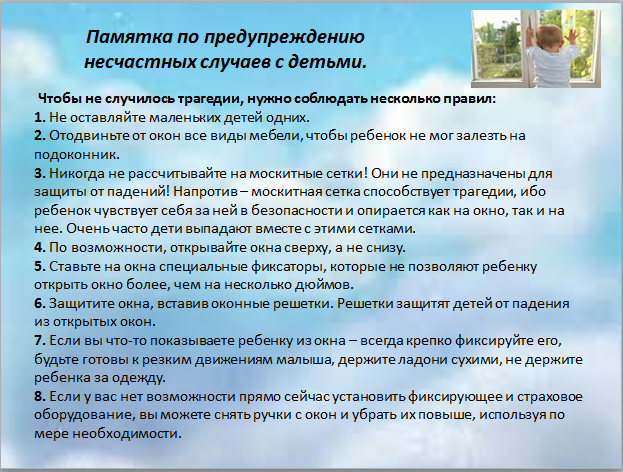 Памятка по предупреждению
несчастных случаев с детьми.
Чтобы не случилось трагедии, нужно соблюдать несколько правил:
1. Не оставляйте маленьких детей одних.
2. Отодвиньте от окон все виды мебели, чтобы ребенок не мог залезть на
подоконник.
3. Никогда не рассчитывайте на москитные сетки! Они не предназначены для
защиты от падений! Напротив – москитная сетка способствует трагедии, ибо
ребенок чувствует себя за ней в безопасности и опирается как на окно, так и на
нее. Очень часто дети выпадают вместе с этими сетками.
4. По возможности, открывайте окна сверху, а не снизу.
5. Ставьте на окна специальные фиксаторы, которые не позволяют ребенку
открыть окно более, чем на несколько дюймов.
6. Защитите окна, вставив оконные решетки. Решетки защитят детей от падения
из открытых окон.
7. Если вы что-то показываете ребенку из окна – всегда крепко фиксируйте его,
будьте готовы к резким движениям малыша, держите ладони сухими, не держите
ребенка за одежду.
8. Если у вас нет возможности прямо сейчас установить фиксирующее и страховое
оборудование, вы можете снять ручки с окон и убрать их повыше, используя по
мере необходимости.